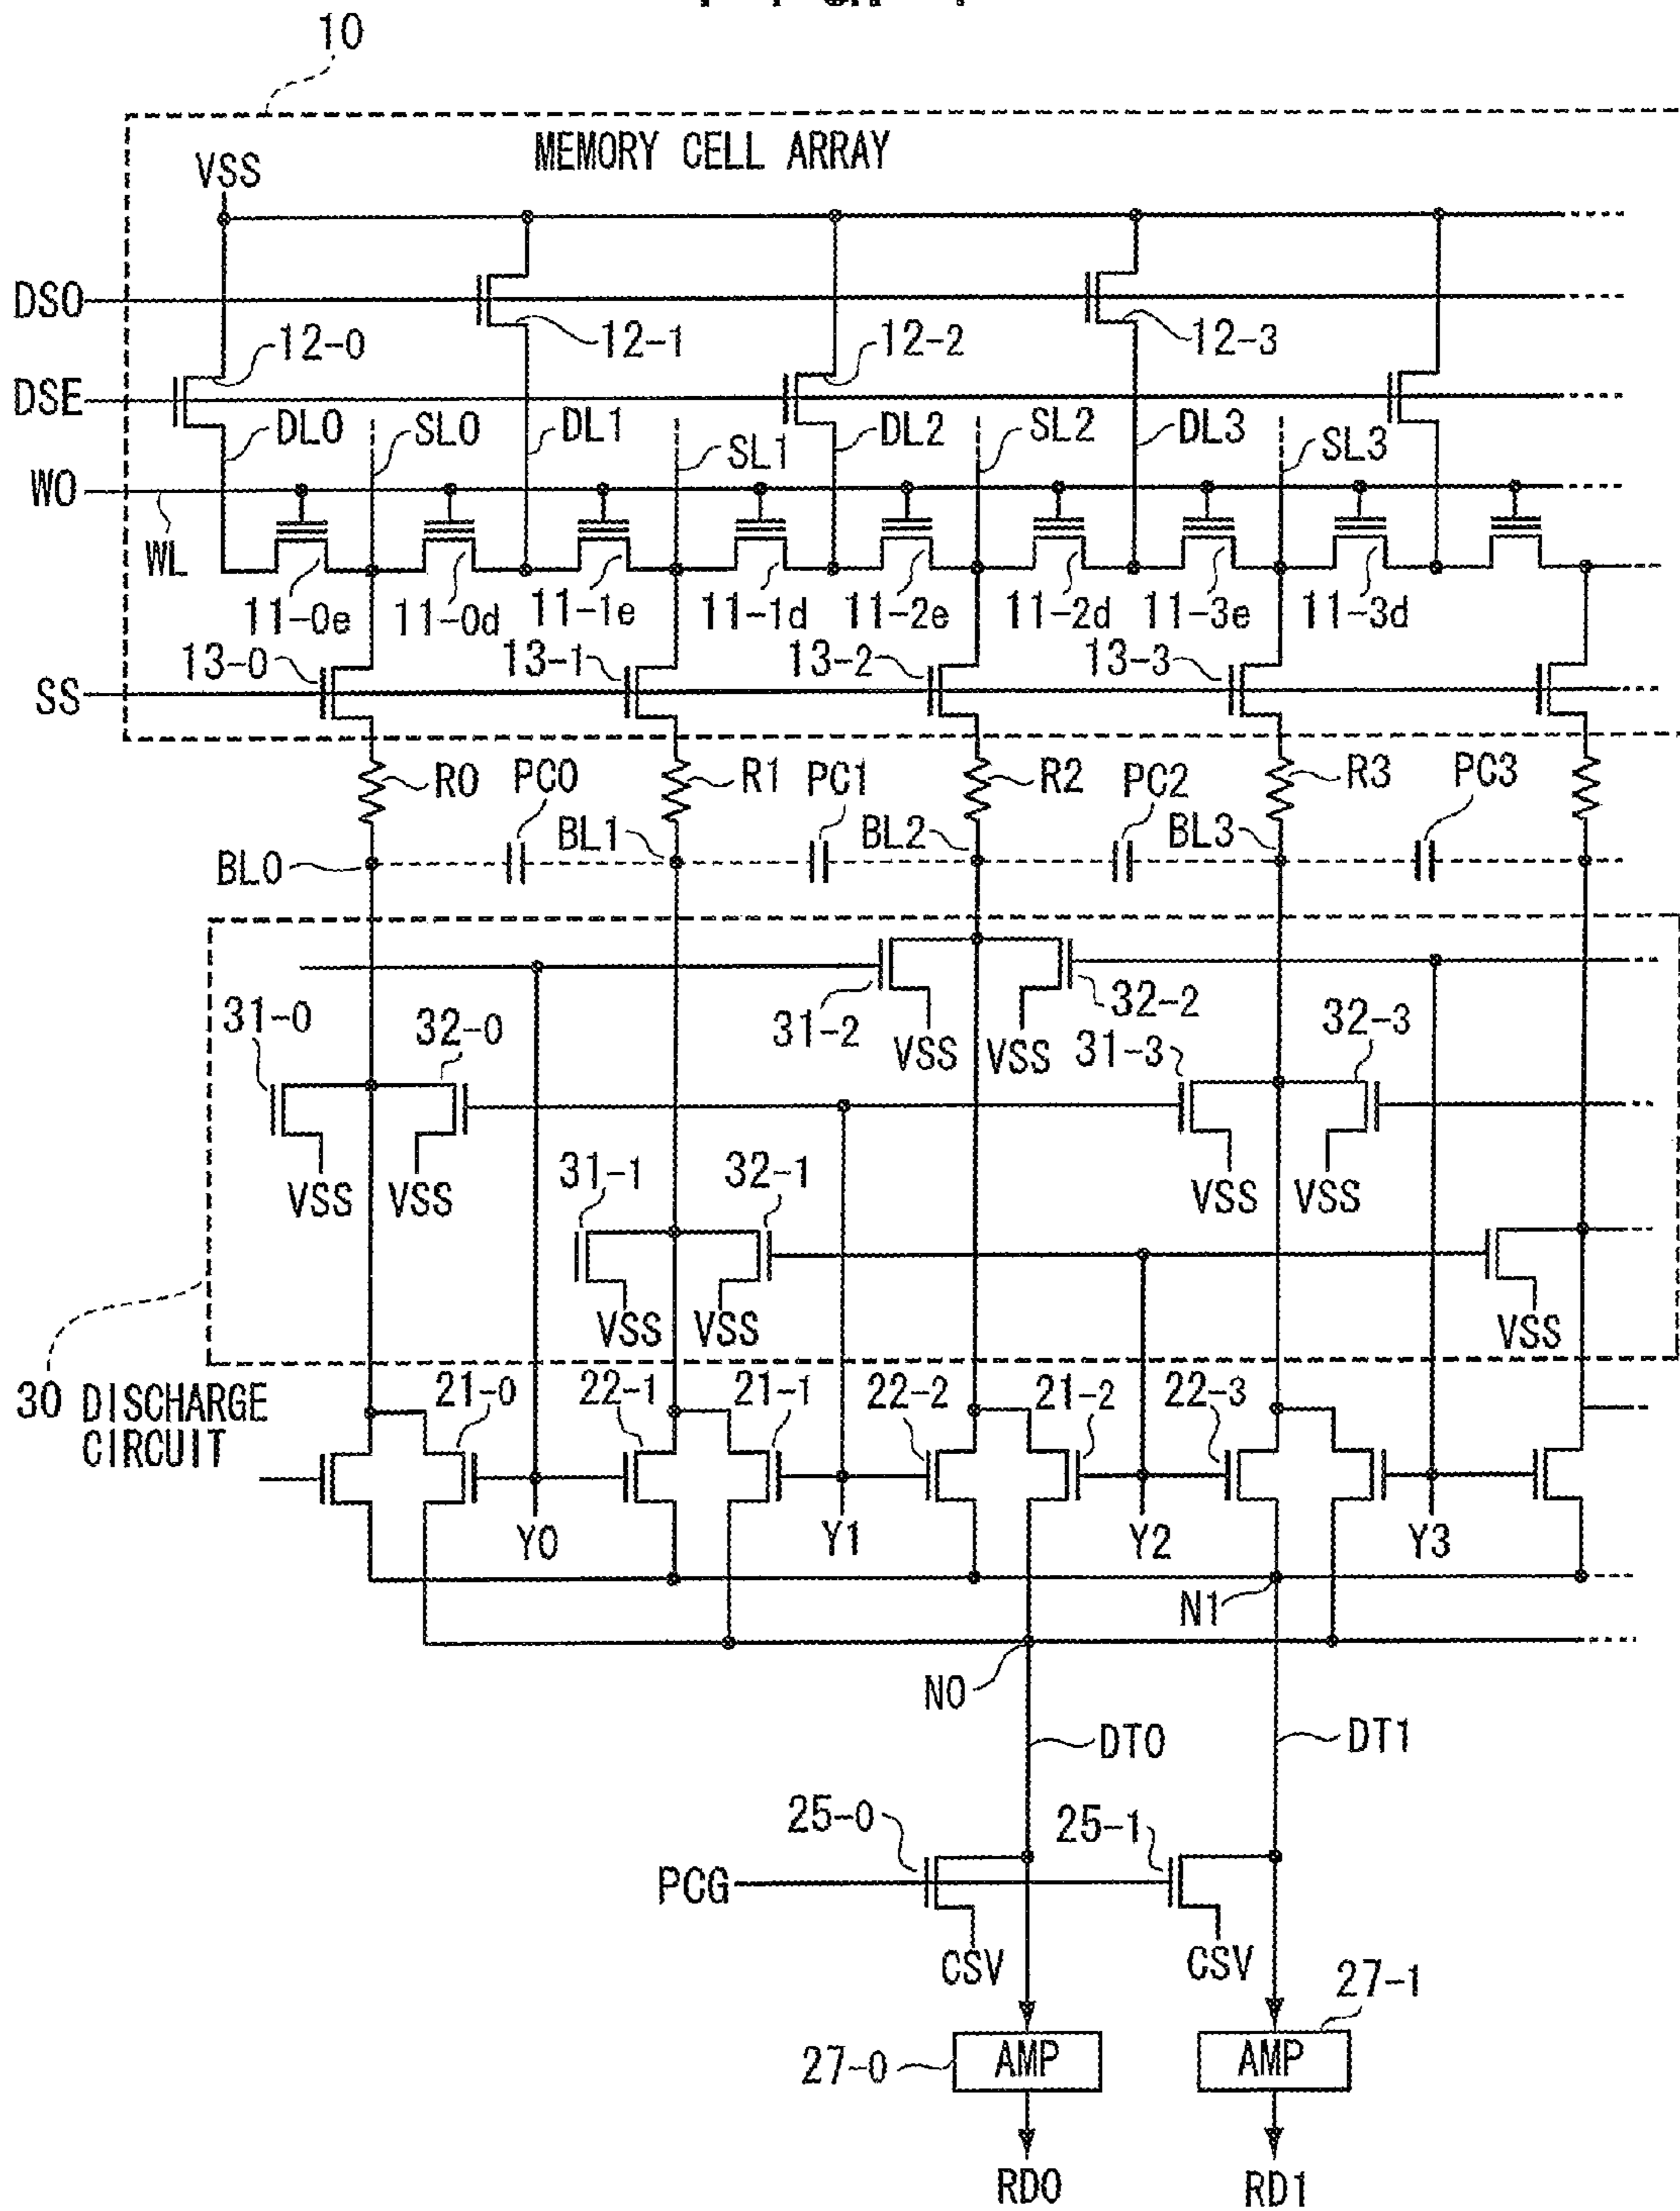 10
MEMORY CELL ARRAY
VSS
DSO
12-0 12-1 12-2 12-3
DSE
DL0 SL0 DL1 SL1 DL2 SL2 DL3 SL3
W0
WL
11-0e 11-0d 11-1e 11-1d 11-2e 11-2d 11-3e 11-3d
13-0 13-1 13-2 13-3
SS
R0 PC0 R1 PC1 R2 PC2 R3 PC3
BL0 BL1 BL2 BL3
31-0 32-0 31-2 32-2 31-3 32-3
VSS VSS
VSS VSS 31-1 32-1 VSS VSS
VSS VSS VSS
30 DISCHARGE
CIRCUIT
21-0 22-1 21-1 22-2 21-2 22-3
Y0 Y1 Y2 Y3
N1
N0
DT0 DT1
25-0 25-1
PCG
CSV CSV
27-1
27-0 AMP AMP
RD0 RD1